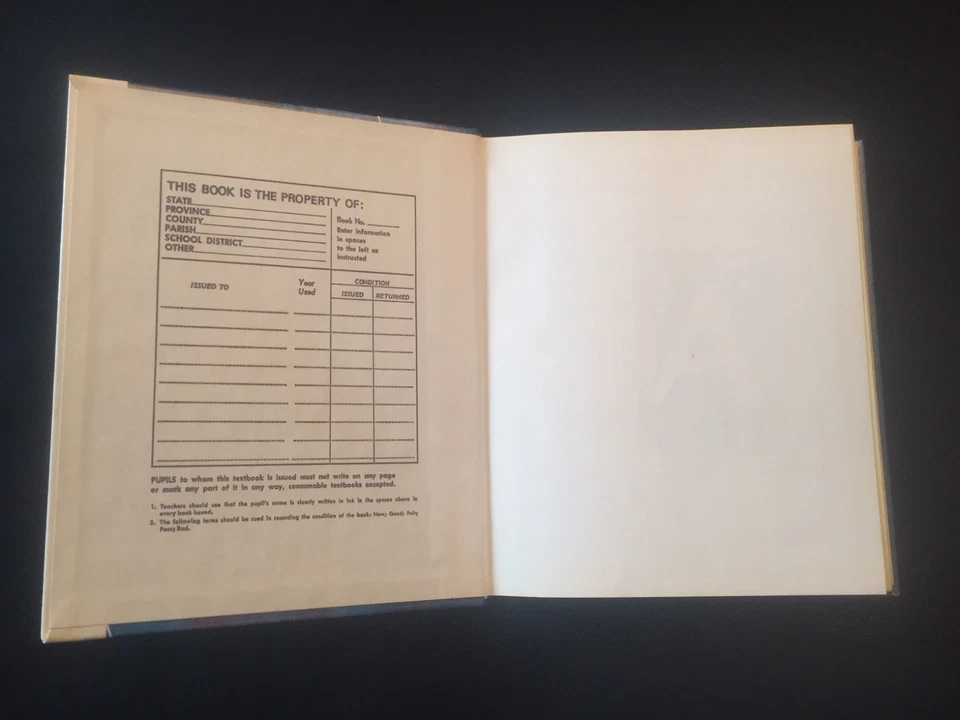 THIS BOOK IS THE PROPERTY OF:
STATE
PROVINCE
COUNTY
PARISH
SCHOOL DISTRICT
OTHER
Book No.
Enter information
in spaces
to the left as
instructed
ISSUED TO
Year
Used
CONDITION
ISSUED
RETURNED
PUPILS to whom this textbook is issued must not write on any page
or mark any part of it in any way, consumable textbooks excepted.
1. Teachers should see that the pupil's name is clearly written in ink in the spaces above in
every book issued.
2. The following terms should be used in recording the condition of the book: New; Good; Fair;
Poor; Bad.